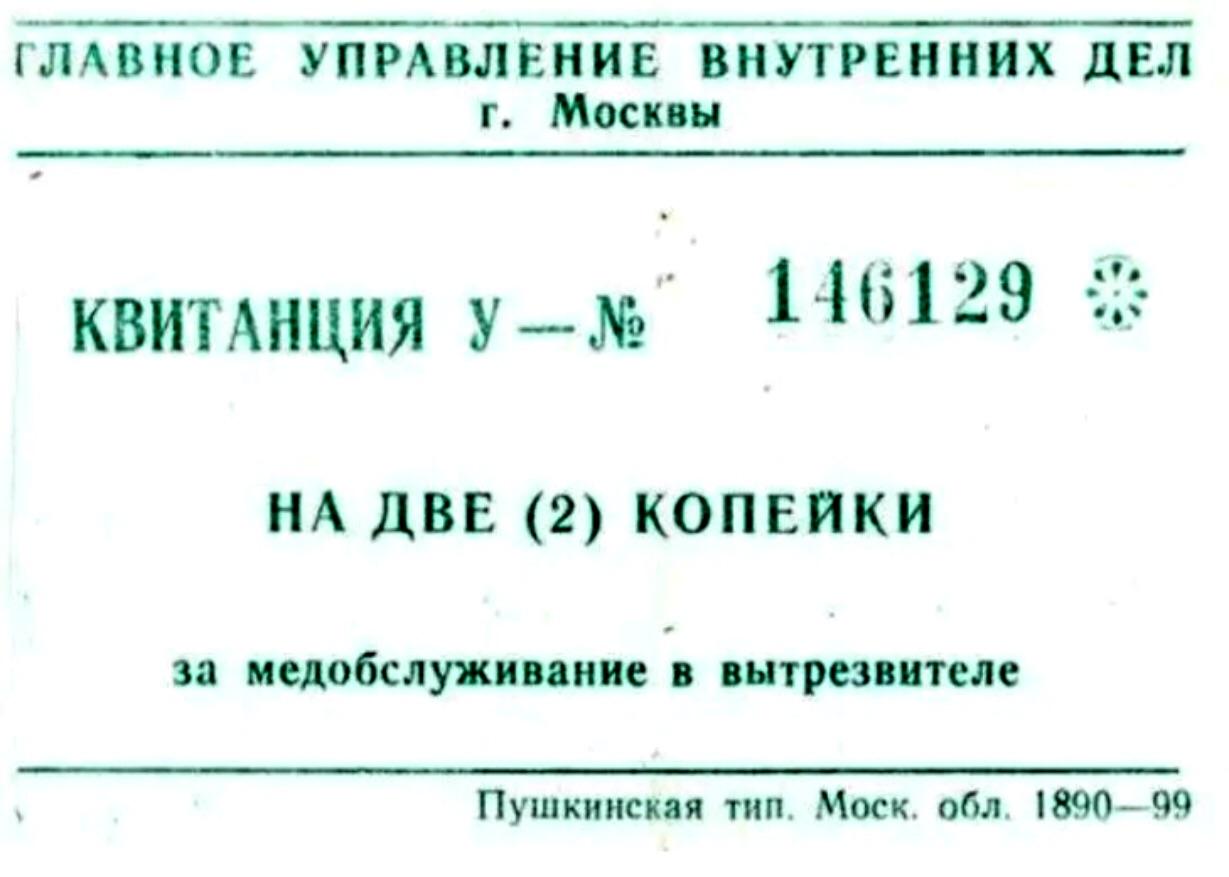 ГЛАВНОЕ УПРАВЛЕНИЕ ВНУТРЕННИХ ДЕЛ
г. Москвы
КВИТАНЦИЯ У — № 146129
НА ДВЕ (2) КОПЕЙКИ
за медобслуживание в вытрезвителе
Пушкинская тип. Моск. обл. 1890—99